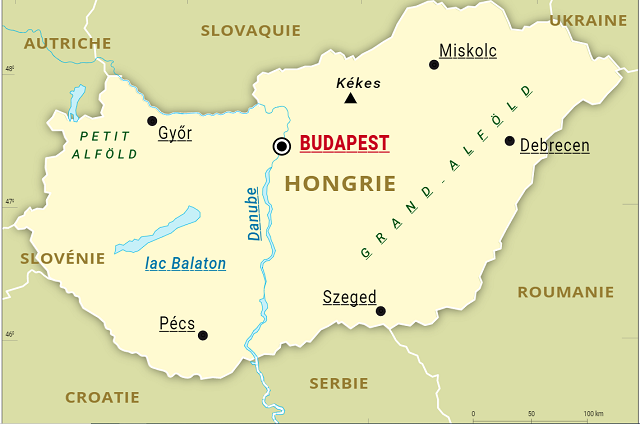 UKRAINE
SLOVAQUIE
AUTRICHE
Miskolc
48°
Kékes
Győr
PETIT
ALFÖLD
BUDAPEST
Debrecen
HONGRIE
GRAND-ALFÖLD
47°
Danube
SLOVÉNIE
lac Balaton
ROUMANIE
Szeged
Pécs
46°
SERBIE
CROATIE
0 50 100 km